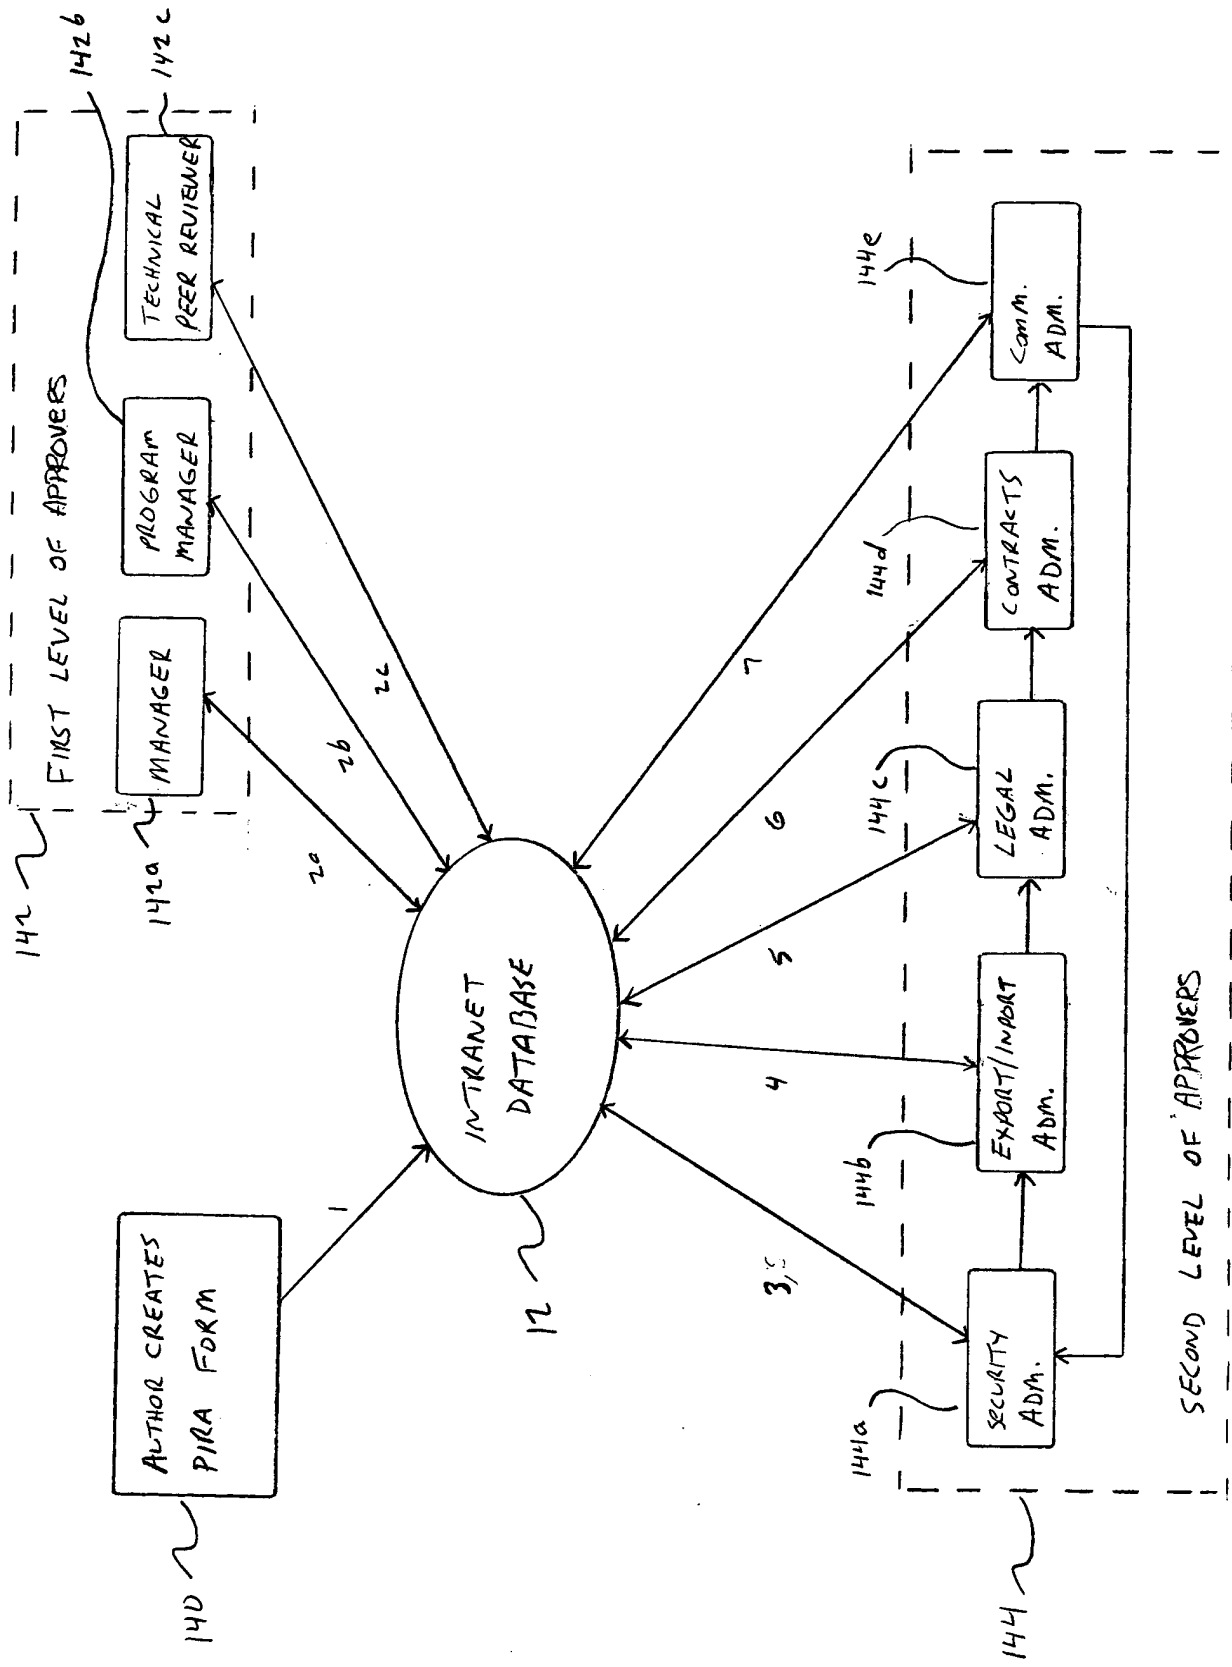 142
FIRST LEVEL OF APPROVERS
142b
140
AUTHOR CREATES
PIRA FORM
142a
MANAGER
PROGRAM
MANAGER
TECHNICAL
PEER REVIEWER
142c
1
2a
2b
2c
12
INTRANET
DATABASE
3,
4
5
6
7
144a
144b
144c
144d
144e
144
SECURITY
ADM.
EXPORT/INPORT
ADM.
LEGAL
ADM.
CONTRACTS
ADM.
COMM.
ADM.
SECOND LEVEL OF APPROVERS